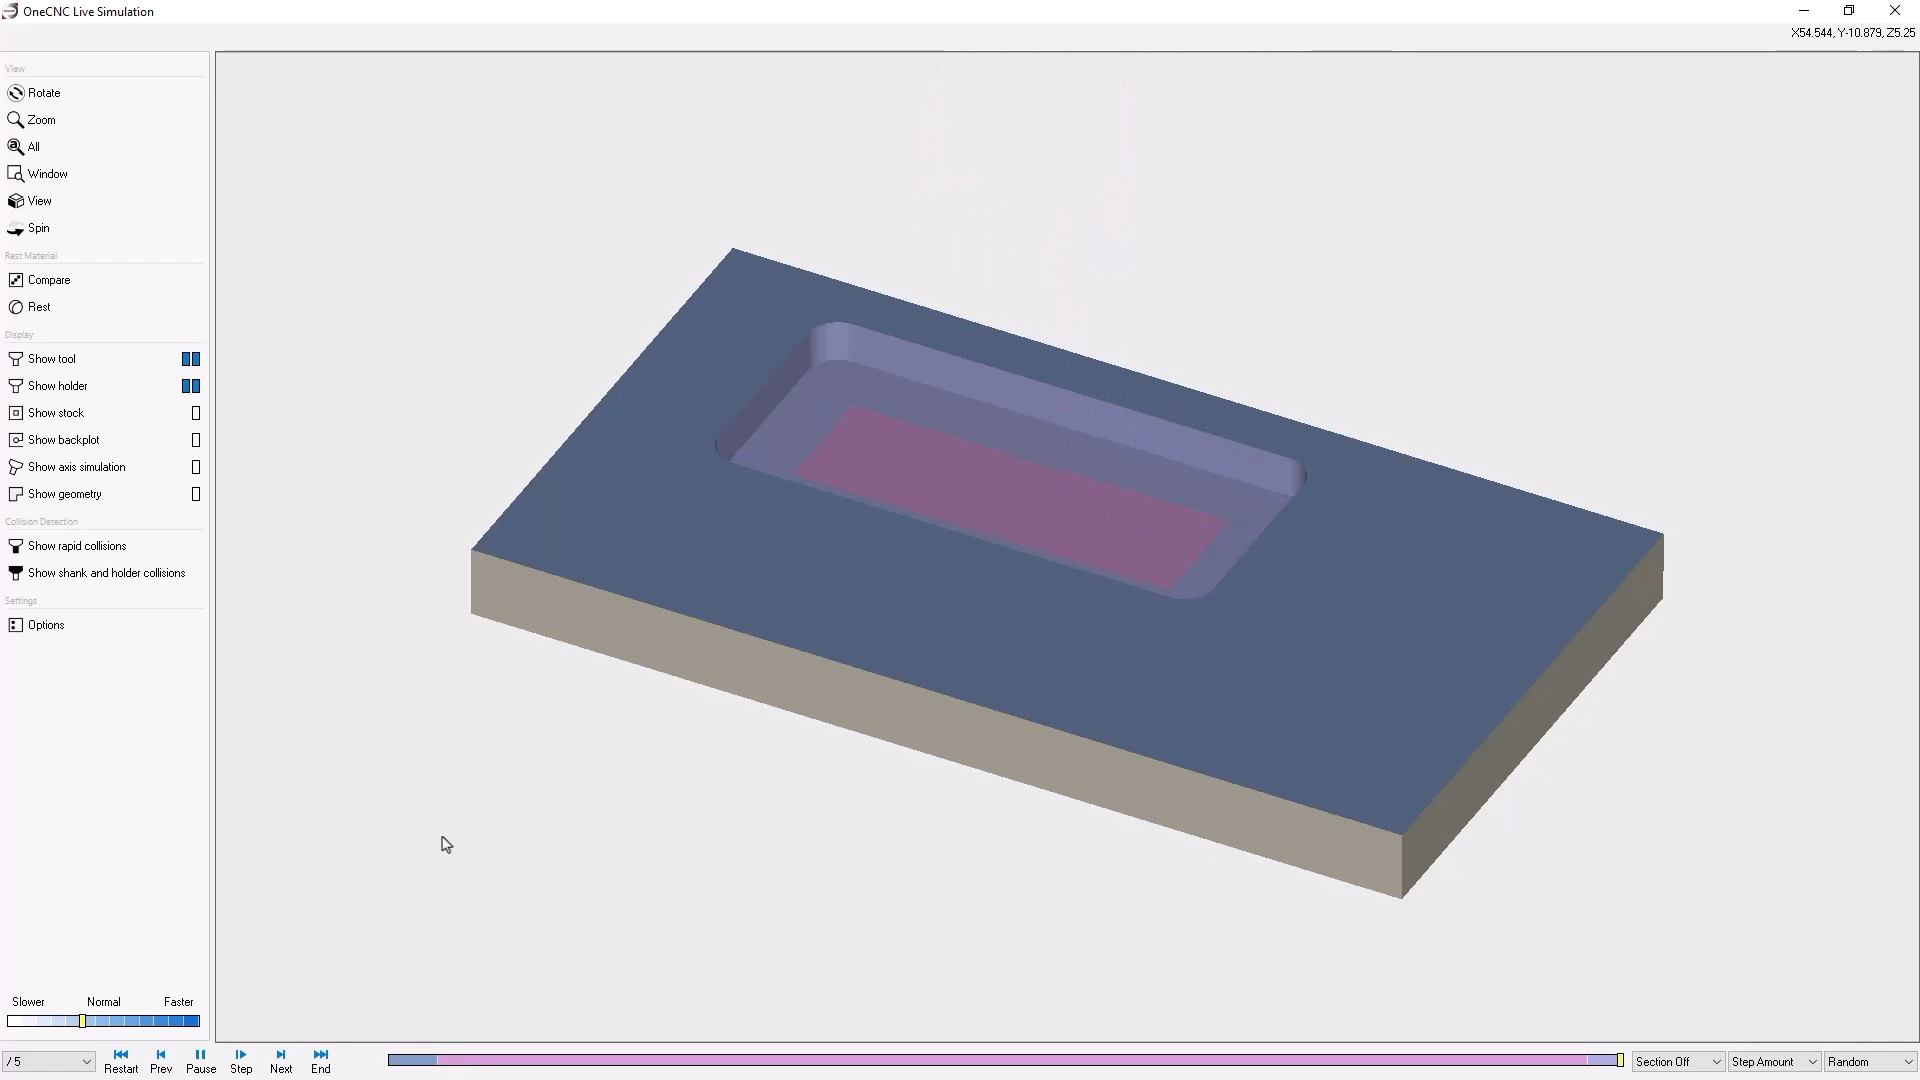 OneCNC Live Simulation
X54.544, Y-10.879, Z5.25
View
Rotate
Zoom
All
Window
View
Spin
Rest Material
Compare
Rest
Display
Show tool
Show holder
Show stock
Show backplot
Show axis simulation
Show geometry
Collision Detection
Show rapid collisions
Show shank and holder collisions
Settings
Options
Slower Normal Faster
/ 5 Restart Prev Pause Step Next End Section Off Step Amount Random